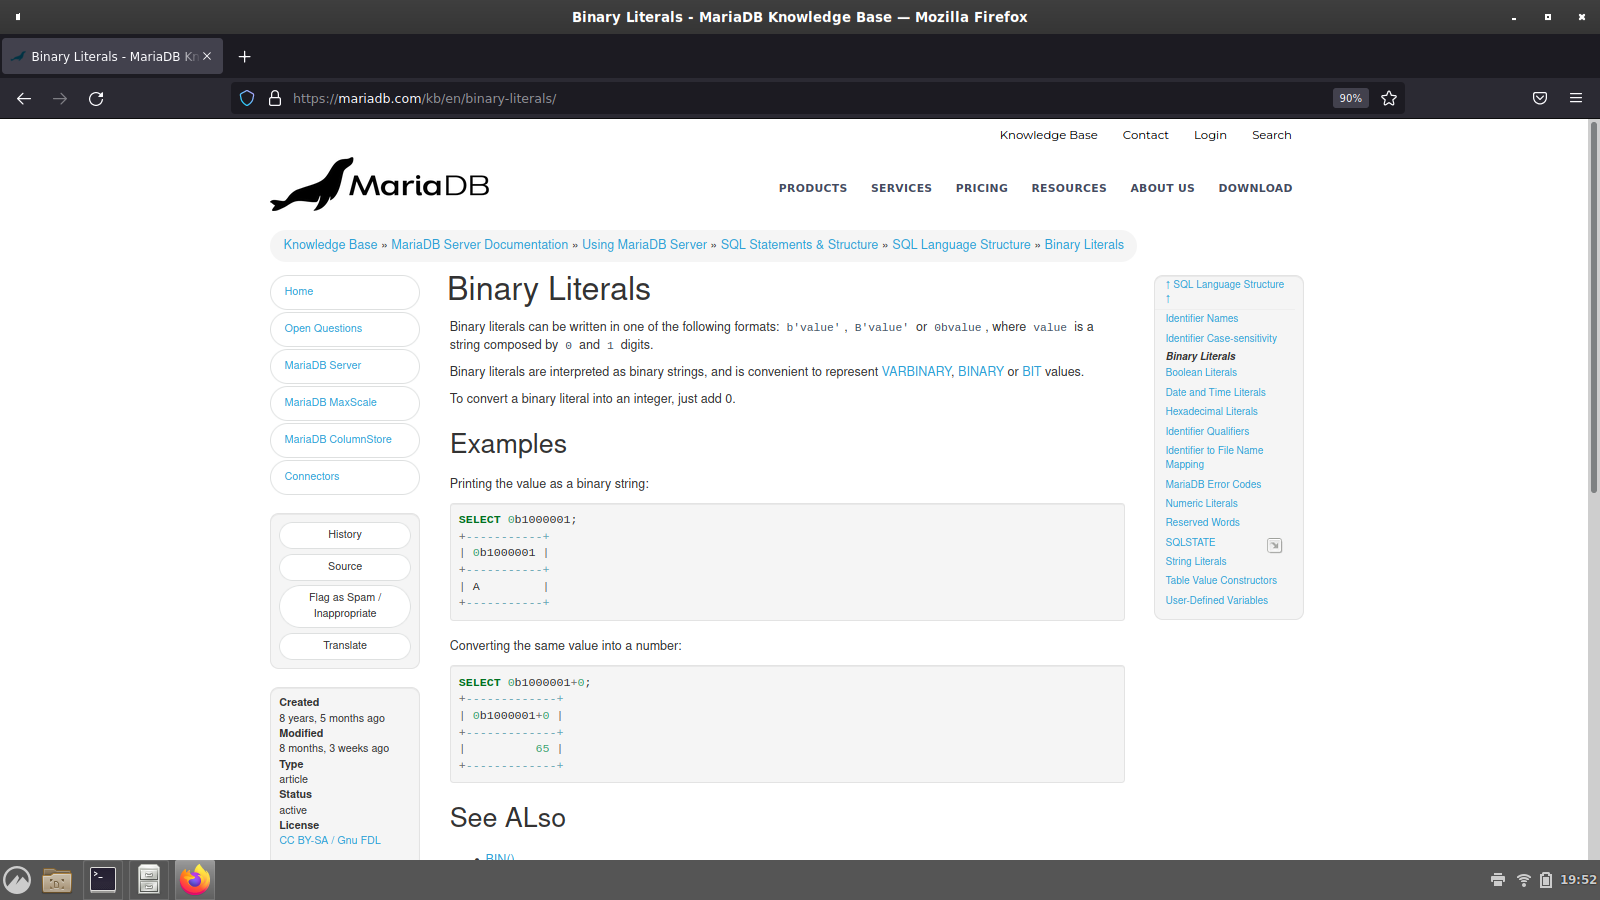 Binary Literals - MariaDB Knowledge Base — Mozilla Firefox
Binary Literals - MariaDB Kn
https://mariadb.com/kb/en/binary-literals/
90%
Knowledge Base Contact Login Search
MariaDB
PRODUCTS SERVICES PRICING RESOURCES ABOUT US DOWNLOAD
Knowledge Base » MariaDB Server Documentation » Using MariaDB Server » SQL Statements & Structure » SQL Language Structure » Binary Literals
Home
Open Questions
MariaDB Server
MariaDB MaxScale
MariaDB ColumnStore
Connectors
History
Source
Flag as Spam /
Inappropriate
Translate
Created
8 years, 5 months ago
Modified
8 months, 3 weeks ago
Type
article
Status
active
License
CC BY-SA / Gnu FDL
Binary Literals
Binary literals can be written in one of the following formats: b'value', B'value' or 0bvalue, where value is a
string composed by 0 and 1 digits.
Binary literals are interpreted as binary strings, and is convenient to represent VARBINARY, BINARY or BIT values.
To convert a binary literal into an integer, just add 0.
Examples
Printing the value as a binary string:
SELECT 0b1000001;
+-----------+
| 0b1000001 |
+-----------+
| A         |
+-----------+
Converting the same value into a number:
SELECT 0b1000001+0;
+-------------+
| 0b1000001+0 |
+-------------+
|          65 |
+-------------+
See ALso
BIN()
↑ SQL Language Structure
↑
Identifier Names
Identifier Case-sensitivity
Binary Literals
Boolean Literals
Date and Time Literals
Hexadecimal Literals
Identifier Qualifiers
Identifier to File Name
Mapping
MariaDB Error Codes
Numeric Literals
Reserved Words
SQLSTATE
String Literals
Table Value Constructors
User-Defined Variables
19:52